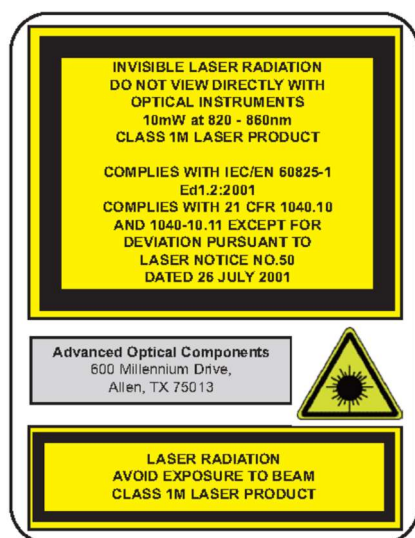 INVISIBLE LASER RADIATION
DO NOT VIEW DIRECTLY WITH
OPTICAL INSTRUMENTS
10mW at 820 - 860nm
CLASS 1M LASER PRODUCT
COMPLIES WITH IEC/EN 60825-1
Ed1.2:2001
COMPLIES WITH 21 CFR 1040.10
AND 1040-10.11 EXCEPT FOR
DEVIATION PURSUANT TO
LASER NOTICE NO.50
DATED 26 JULY 2001
Advanced Optical Components
600 Millennium Drive,
Allen, TX 75013
LASER RADIATION
AVOID EXPOSURE TO BEAM
CLASS 1M LASER PRODUCT